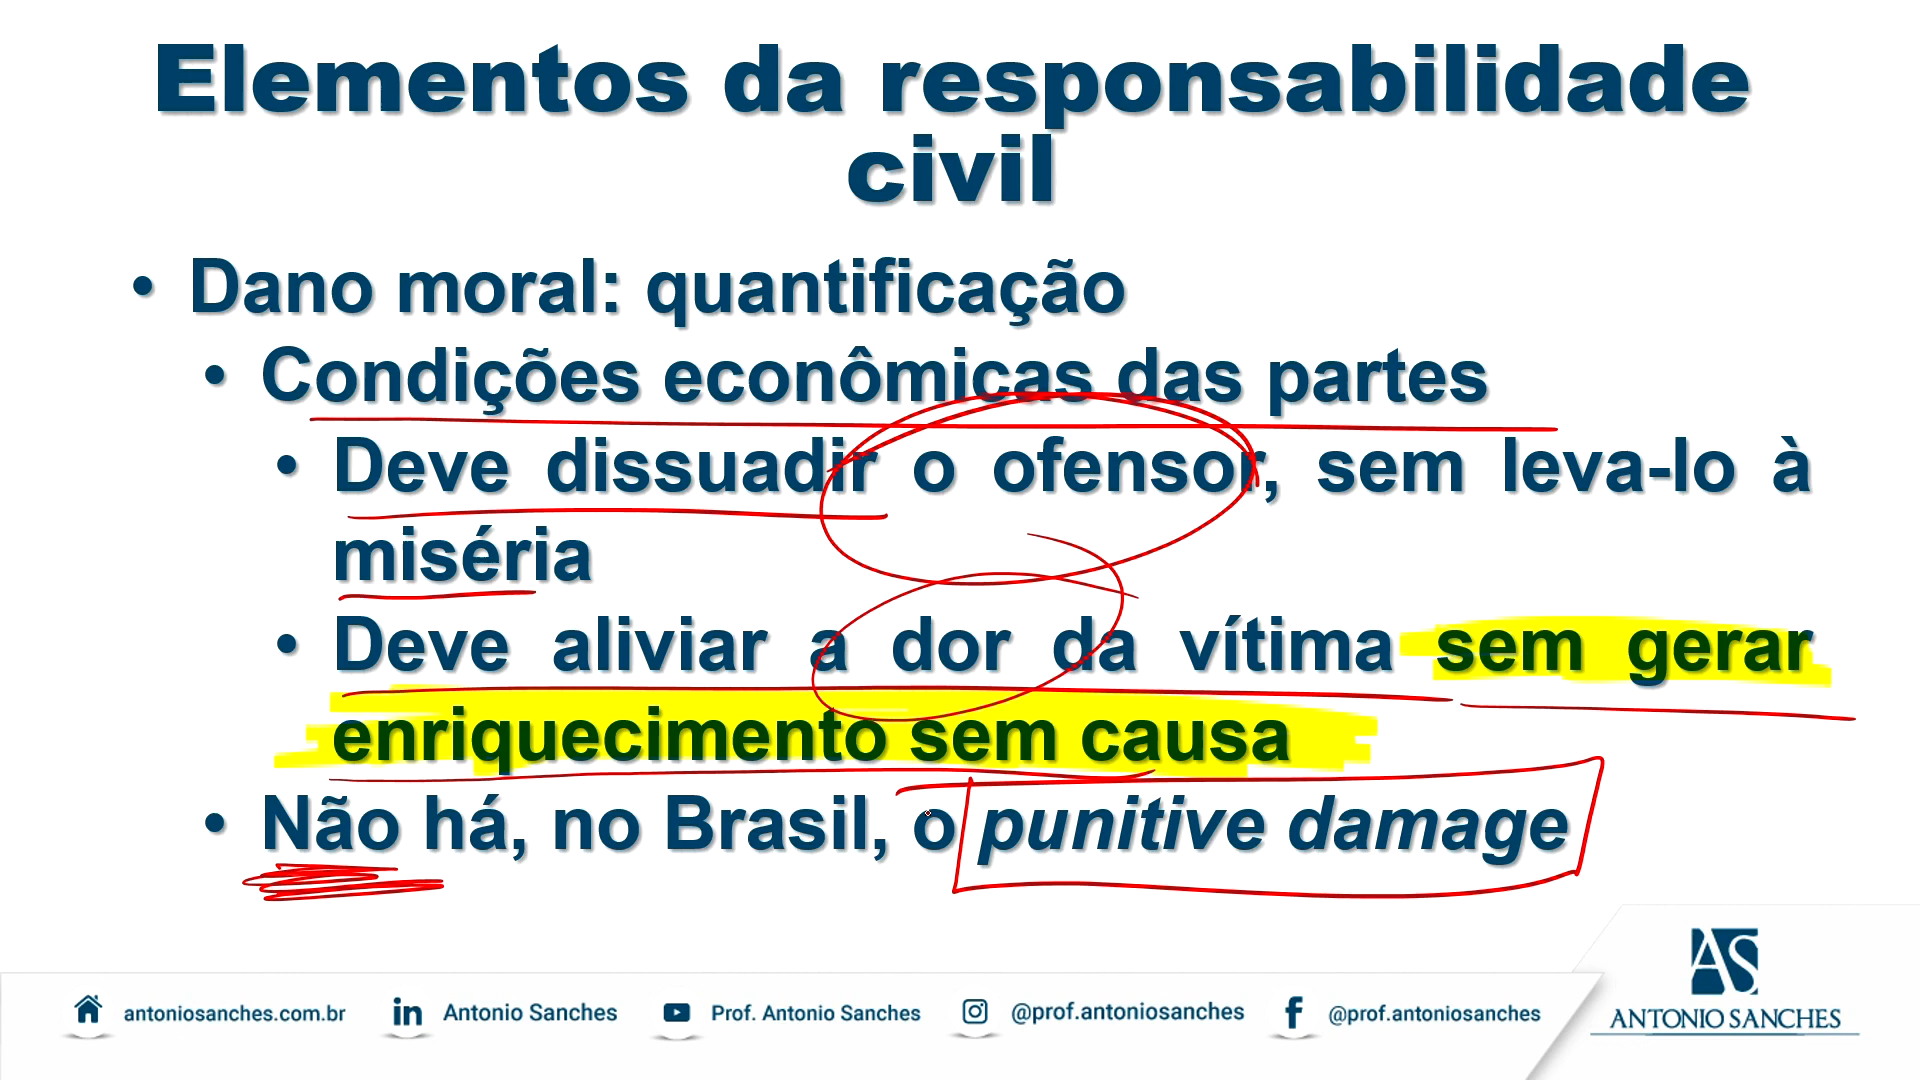 Elementos da responsabilidade
civil
• Dano moral: quantificação
• Condições econômicas das partes
• Deve dissuadir o ofensor, sem leva-lo à
miséria
• Deve aliviar a dor da vítima sem gerar
enriquecimento sem causa
• Não há, no Brasil, o punitive damage
antoniosanches.com.br
Antonio Sanches
Prof. Antonio Sanches
@prof.antoniosanches
@prof.antoniosanches
AS
ANTONIO SANCHES